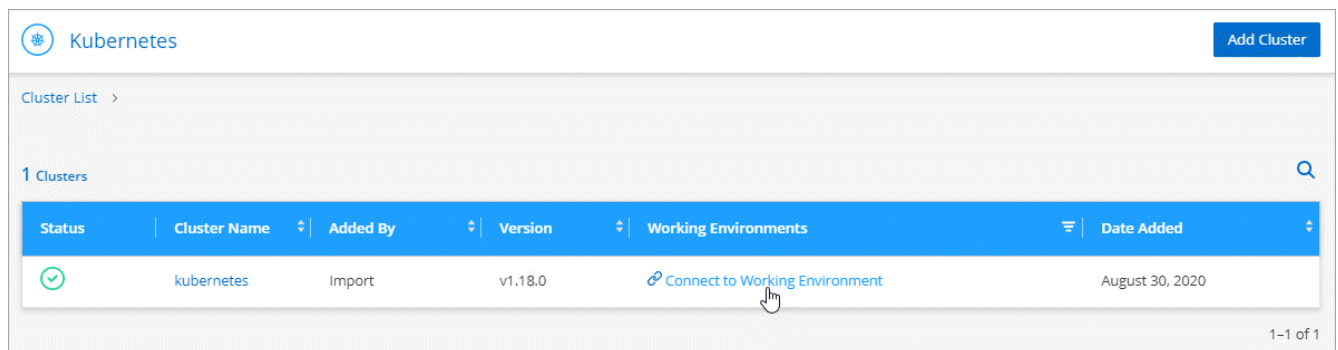 Kubernetes
Add Cluster
Cluster List >
1 Clusters
Status Cluster Name Added By Version Working Environments Date Added
kubernetes Import v1.18.0 Connect to Working Environment August 30, 2020
1–1 of 1